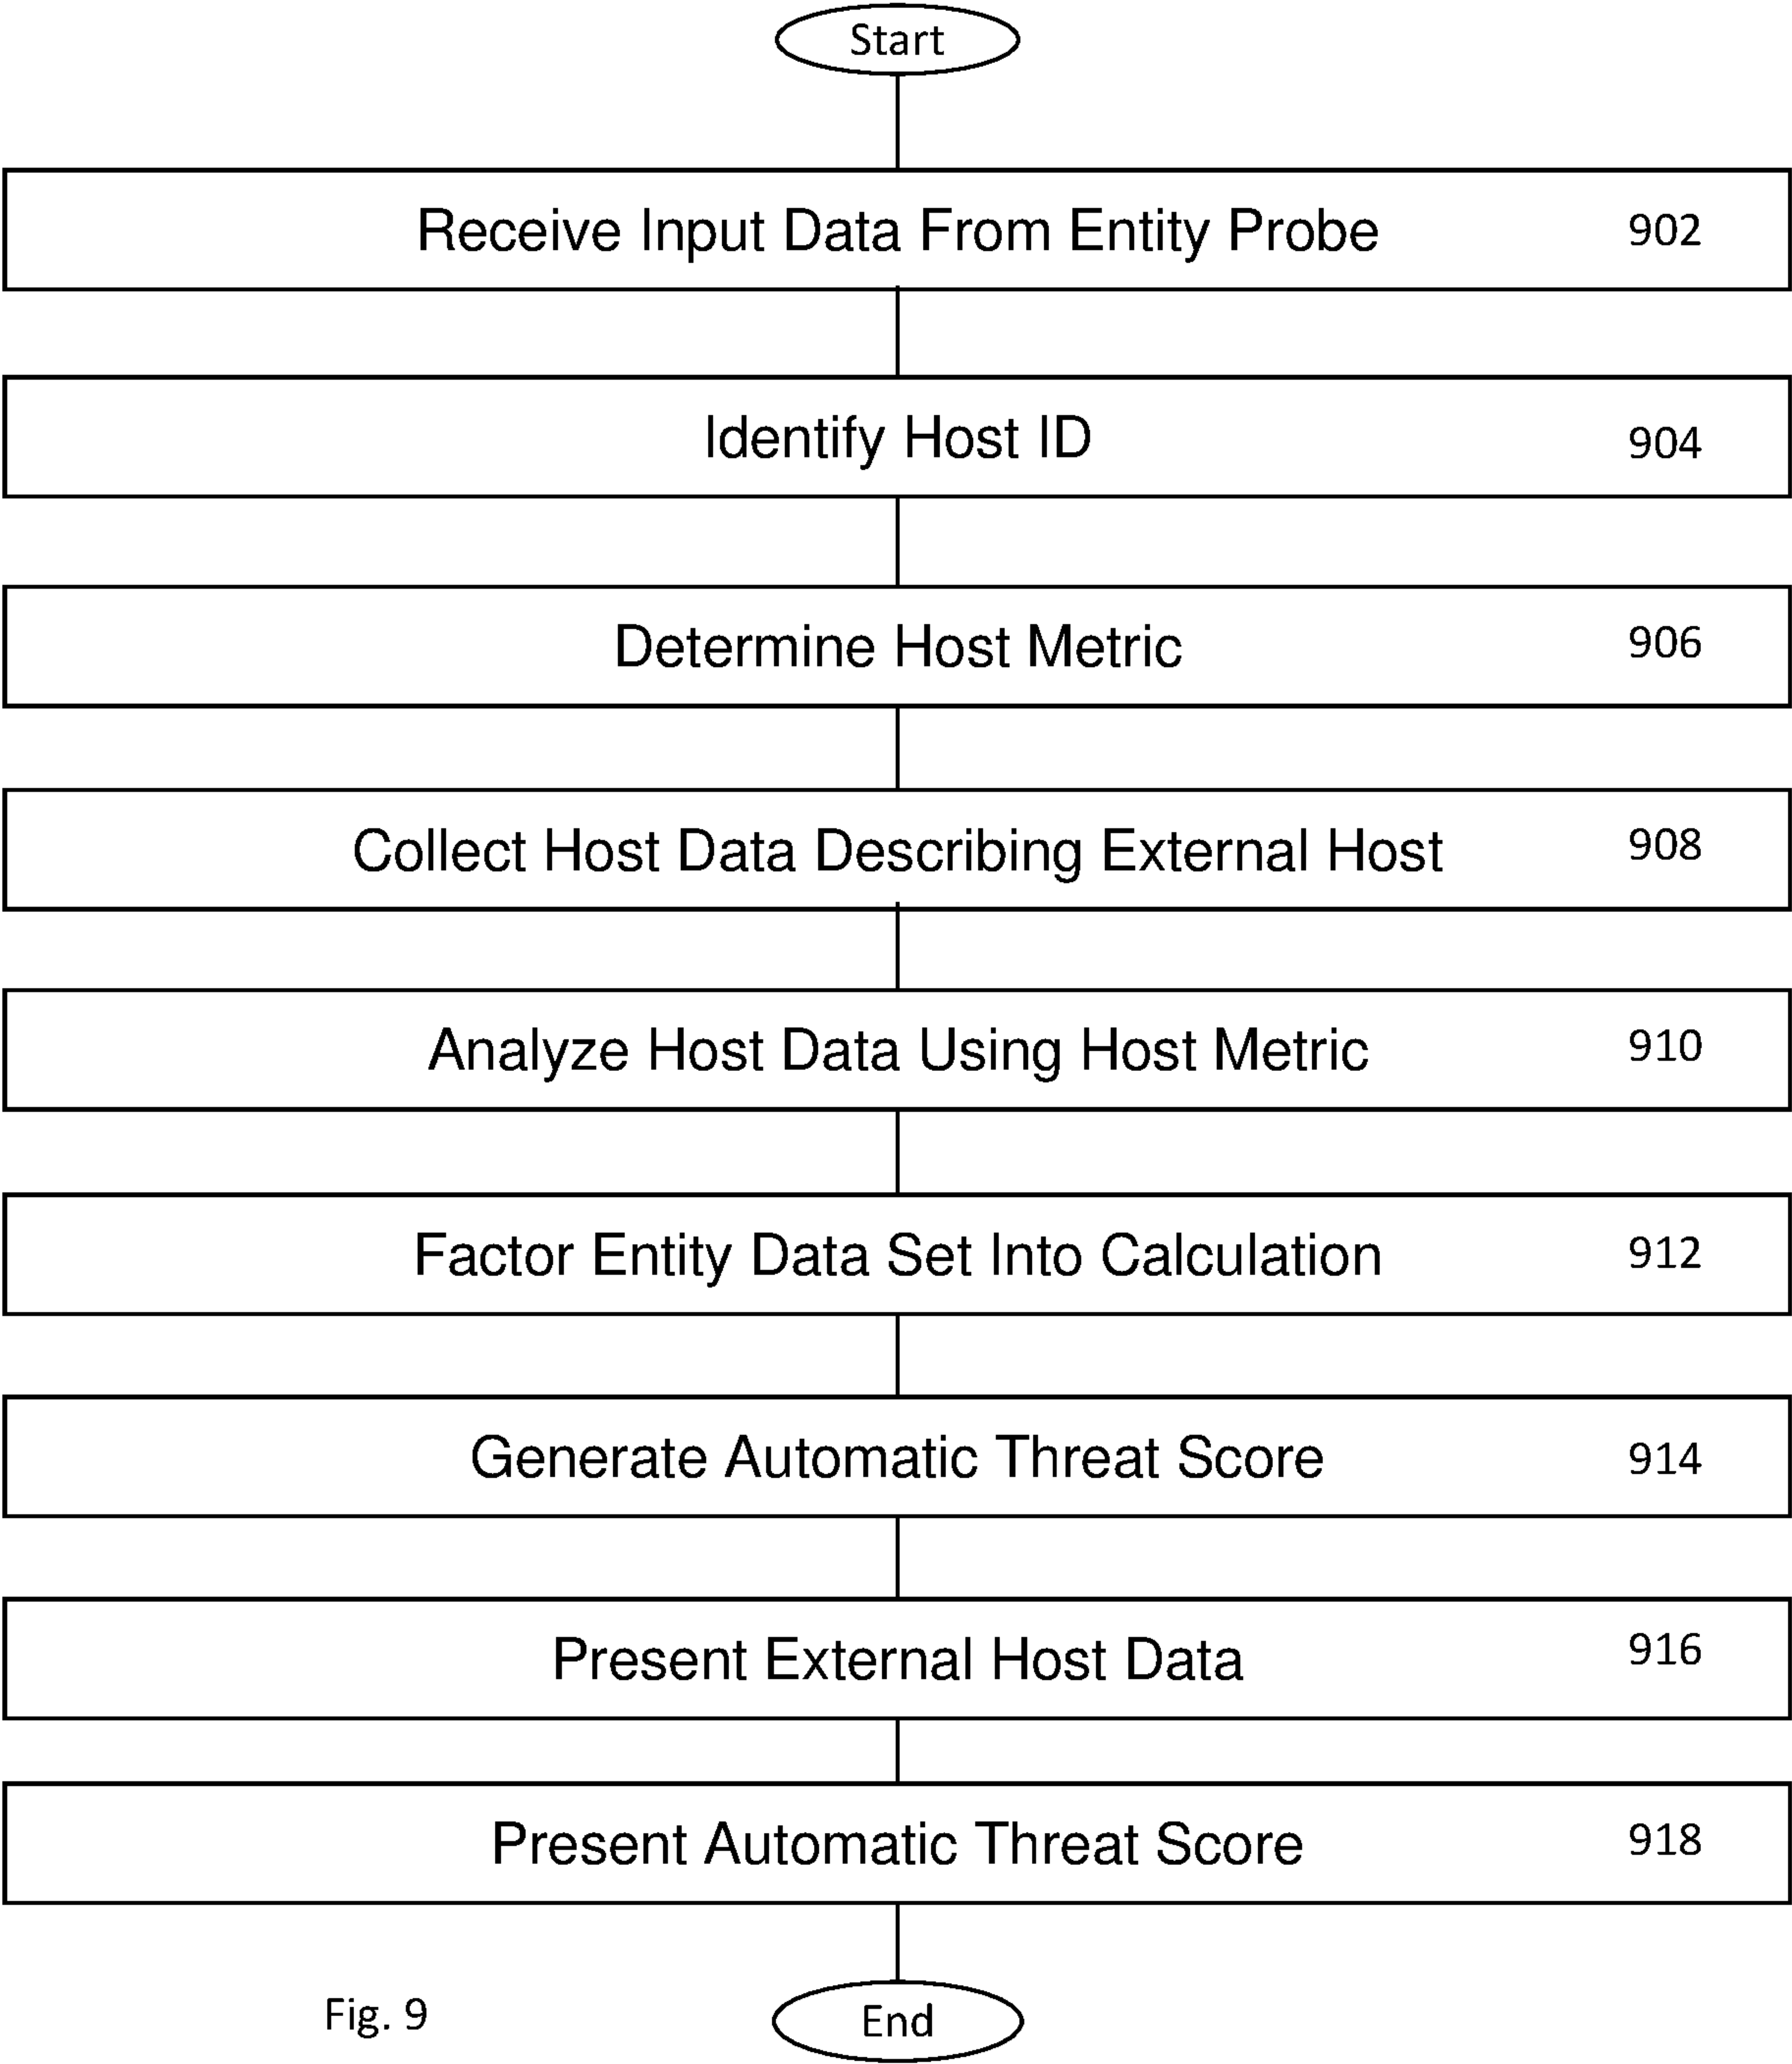 Start
Receive Input Data From Entity Probe 902
Identify Host ID 904
Determine Host Metric 906
Collect Host Data Describing External Host 908
Analyze Host Data Using Host Metric 910
Factor Entity Data Set Into Calculation 912
Generate Automatic Threat Score 914
Present External Host Data 916
Present Automatic Threat Score 918
End
Fig. 9